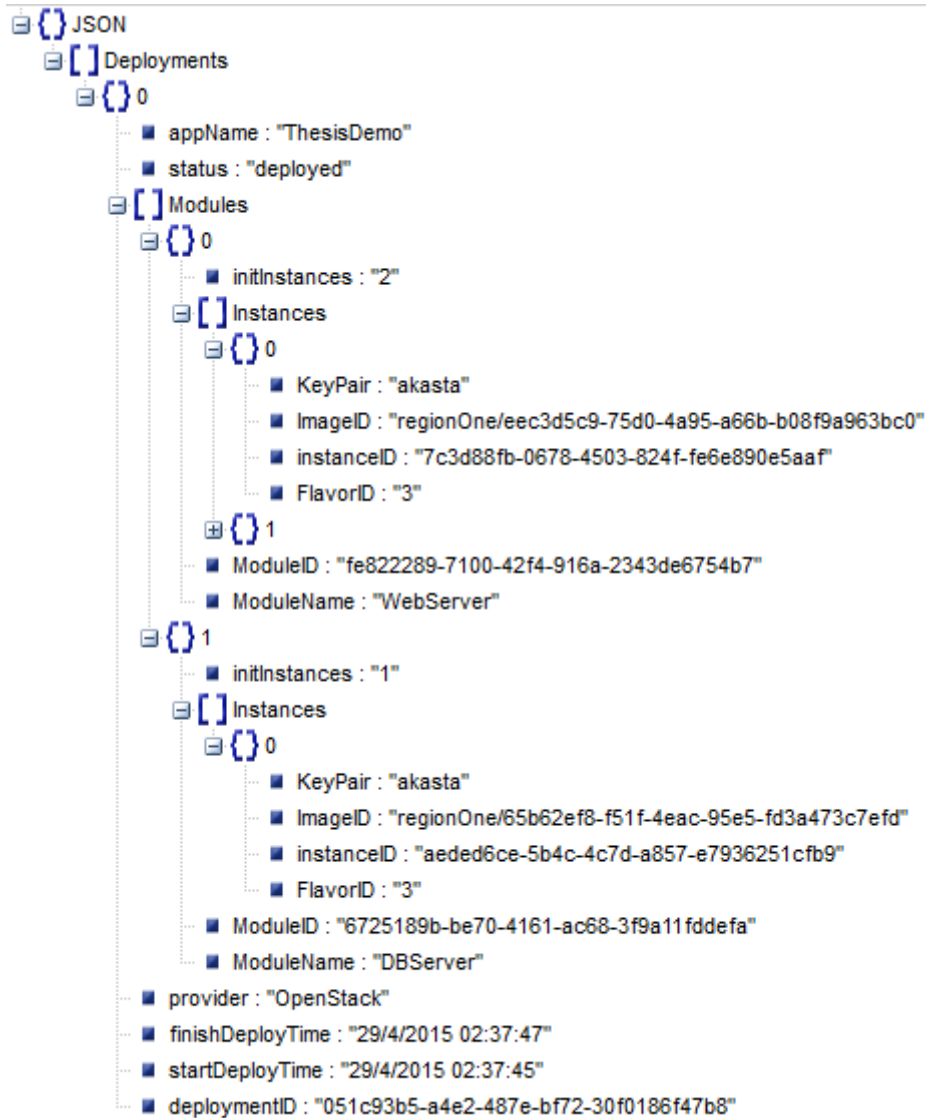 JSON
Deployments
0
appName : "ThesisDemo"
status : "deployed"
Modules
0
initInstances : "2"
Instances
0
KeyPair : "akasta"
ImageID : "regionOne/eec3d5c9-75d0-4a95-a66b-b08f9a963bc0"
instanceID : "7c3d88fb-0678-4503-824f-fe6e890e5aaf"
FlavorID : "3"
1
ModuleID : "fe822289-7100-42f4-916a-2343de6754b7"
ModuleName : "WebServer"
1
initInstances : "1"
Instances
0
KeyPair : "akasta"
ImageID : "regionOne/65b62ef8-f51f-4eac-95e5-fd3a473c7efd"
instanceID : "aeded6ce-5b4c-4c7d-a857-e7936251cfb9"
FlavorID : "3"
ModuleID : "6725189b-be70-4161-ac68-3f9a11fddefa"
ModuleName : "DBServer"
provider : "OpenStack"
finishDeployTime : "29/4/2015 02:37:47"
startDeployTime : "29/4/2015 02:37:45"
deploymentID : "051c93b5-a4e2-487e-bf72-30f0186f47b8"